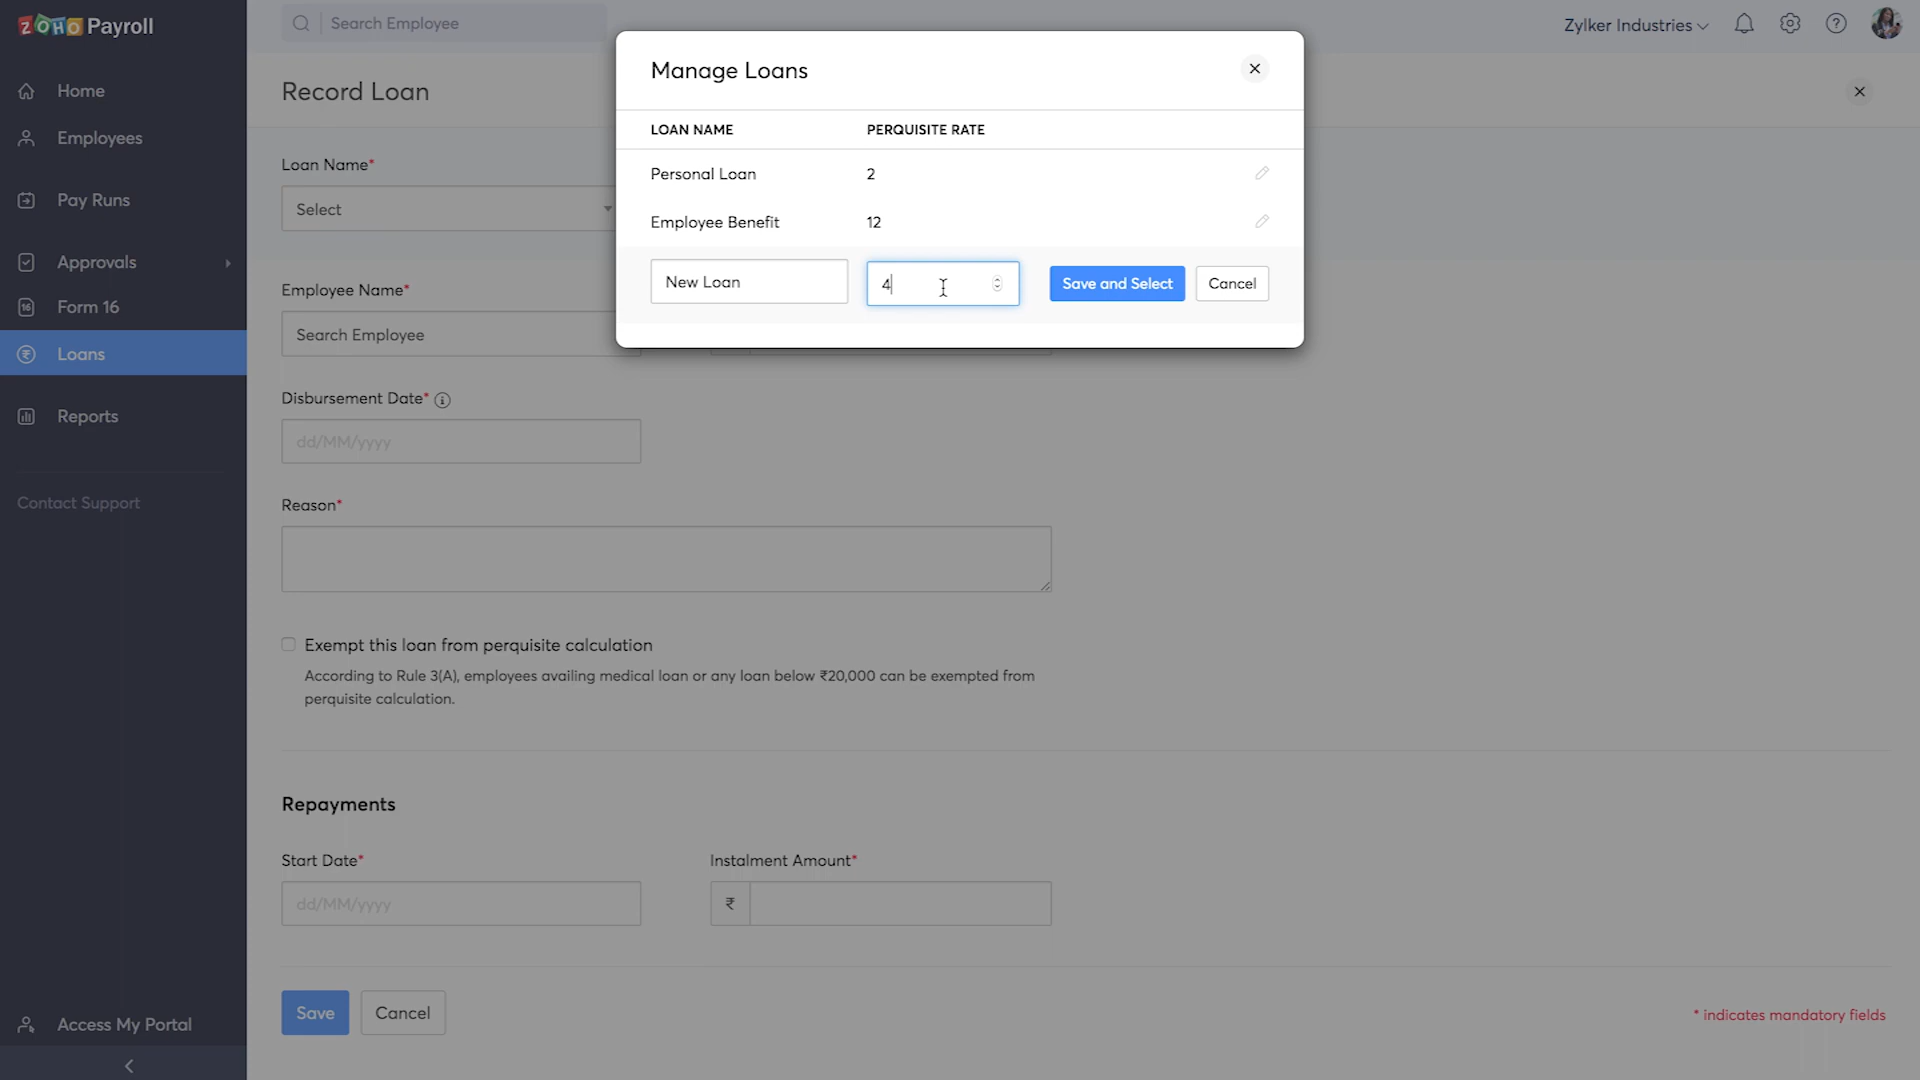 ZOHO Payroll
Search Employee
Zylker Industries
Home
Employees
Pay Runs
Approvals
16 Form 16
Loans
Reports
Contact Support
Access My Portal
Record Loan
Loan Name*
Select
Employee Name*
Search Employee
Disbursement Date*
dd/MM/yyyy
Reason*
Exempt this loan from perquisite calculation
According to Rule 3(A), employees availing medical loan or any loan below ₹20,000 can be exempted from
perquisite calculation.
Repayments
Start Date* Instalment Amount*
dd/MM/yyyy ₹
Save Cancel
* indicates mandatory fields
Manage Loans
LOAN NAME PERQUISITE RATE
Personal Loan 2
Employee Benefit 12
New Loan 4 Save and Select Cancel